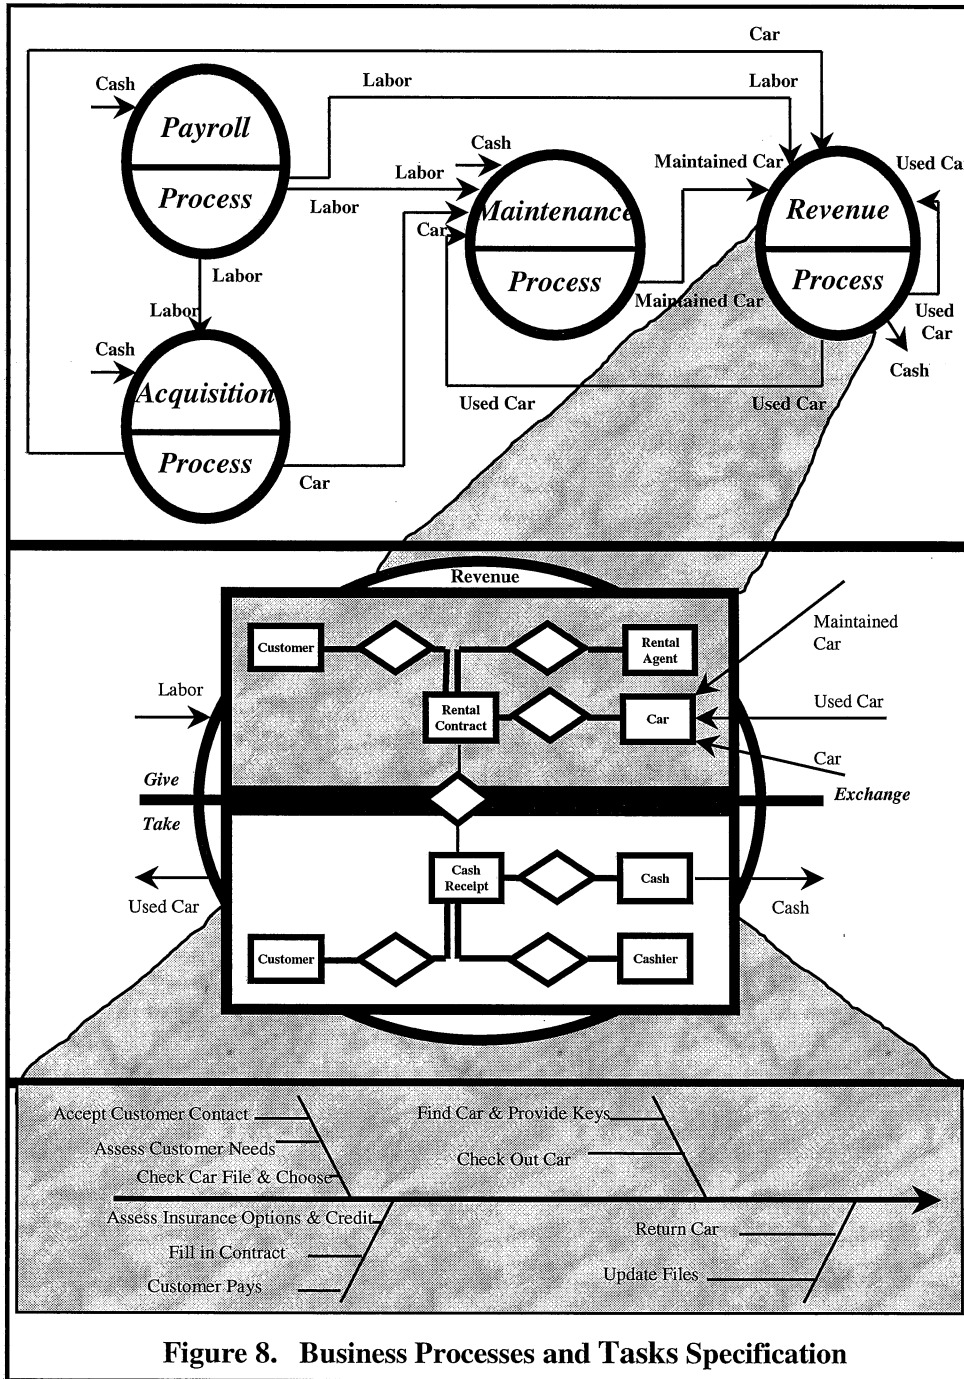 Car
Labor
Labor
Cash
Payroll
Process
Cash
Labor
Labor
Maintained Car
Used Car
Maintenance
Process
Car
Revenue
Process
Labor
Labor
Maintained Car
Used
Car
Cash
Cash
Acquisition
Process
Used Car
Used Car
Car
Revenue
Customer
Rental
Agent
Maintained
Car
Labor
Rental
Contract
Car
Used Car
Car
Give
Exchange
Take
Cash
Receipt
Cash
Used Car
Cash
Customer
Cashier
Accept Customer Contact
Find Car & Provide Keys
Assess Customer Needs
Check Out Car
Check Car File & Choose
Assess Insurance Options & Credit
Return Car
Fill in Contract
Update Files
Customer Pays
Figure 8. Business Processes and Tasks Specification